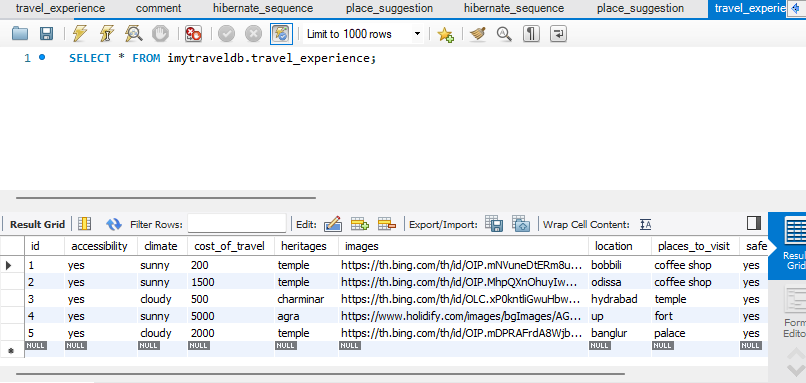 travel_experience comment hibernate_sequence place_suggestion hibernate_sequence place_suggestion travel_experie
Limit to 1000 rows
1 SELECT * FROM imytraveldb.travel_experience;
Result Grid Filter Rows: Edit: Export/Import: Wrap Cell Content:
id accessibility climate cost_of_travel heritages images location places_to_visit safe
1 yes sunny 200 temple https://th.bing.com/th/id/OIP.mNVuneDtERm8u... bobbili coffee shop yes
2 yes sunny 1500 temple https://th.bing.com/th/id/OIP.MhpQXnOhuyIw... odissa coffee shop yes
3 yes cloudy 500 charminar https://th.bing.com/th/id/OLC.xP0kntliGwuHbw... hydrabad temple yes
4 yes sunny 5000 agra https://www.holidify.com/images/bgImages/AG... up fort yes
5 yes cloudy 2000 temple https://th.bing.com/th/id/OIP.mDPRAFrdA8Wjb... banglur palace yes
NULL NULL NULL NULL NULL NULL NULL NULL NULL
Result
Grid
Form
Editor